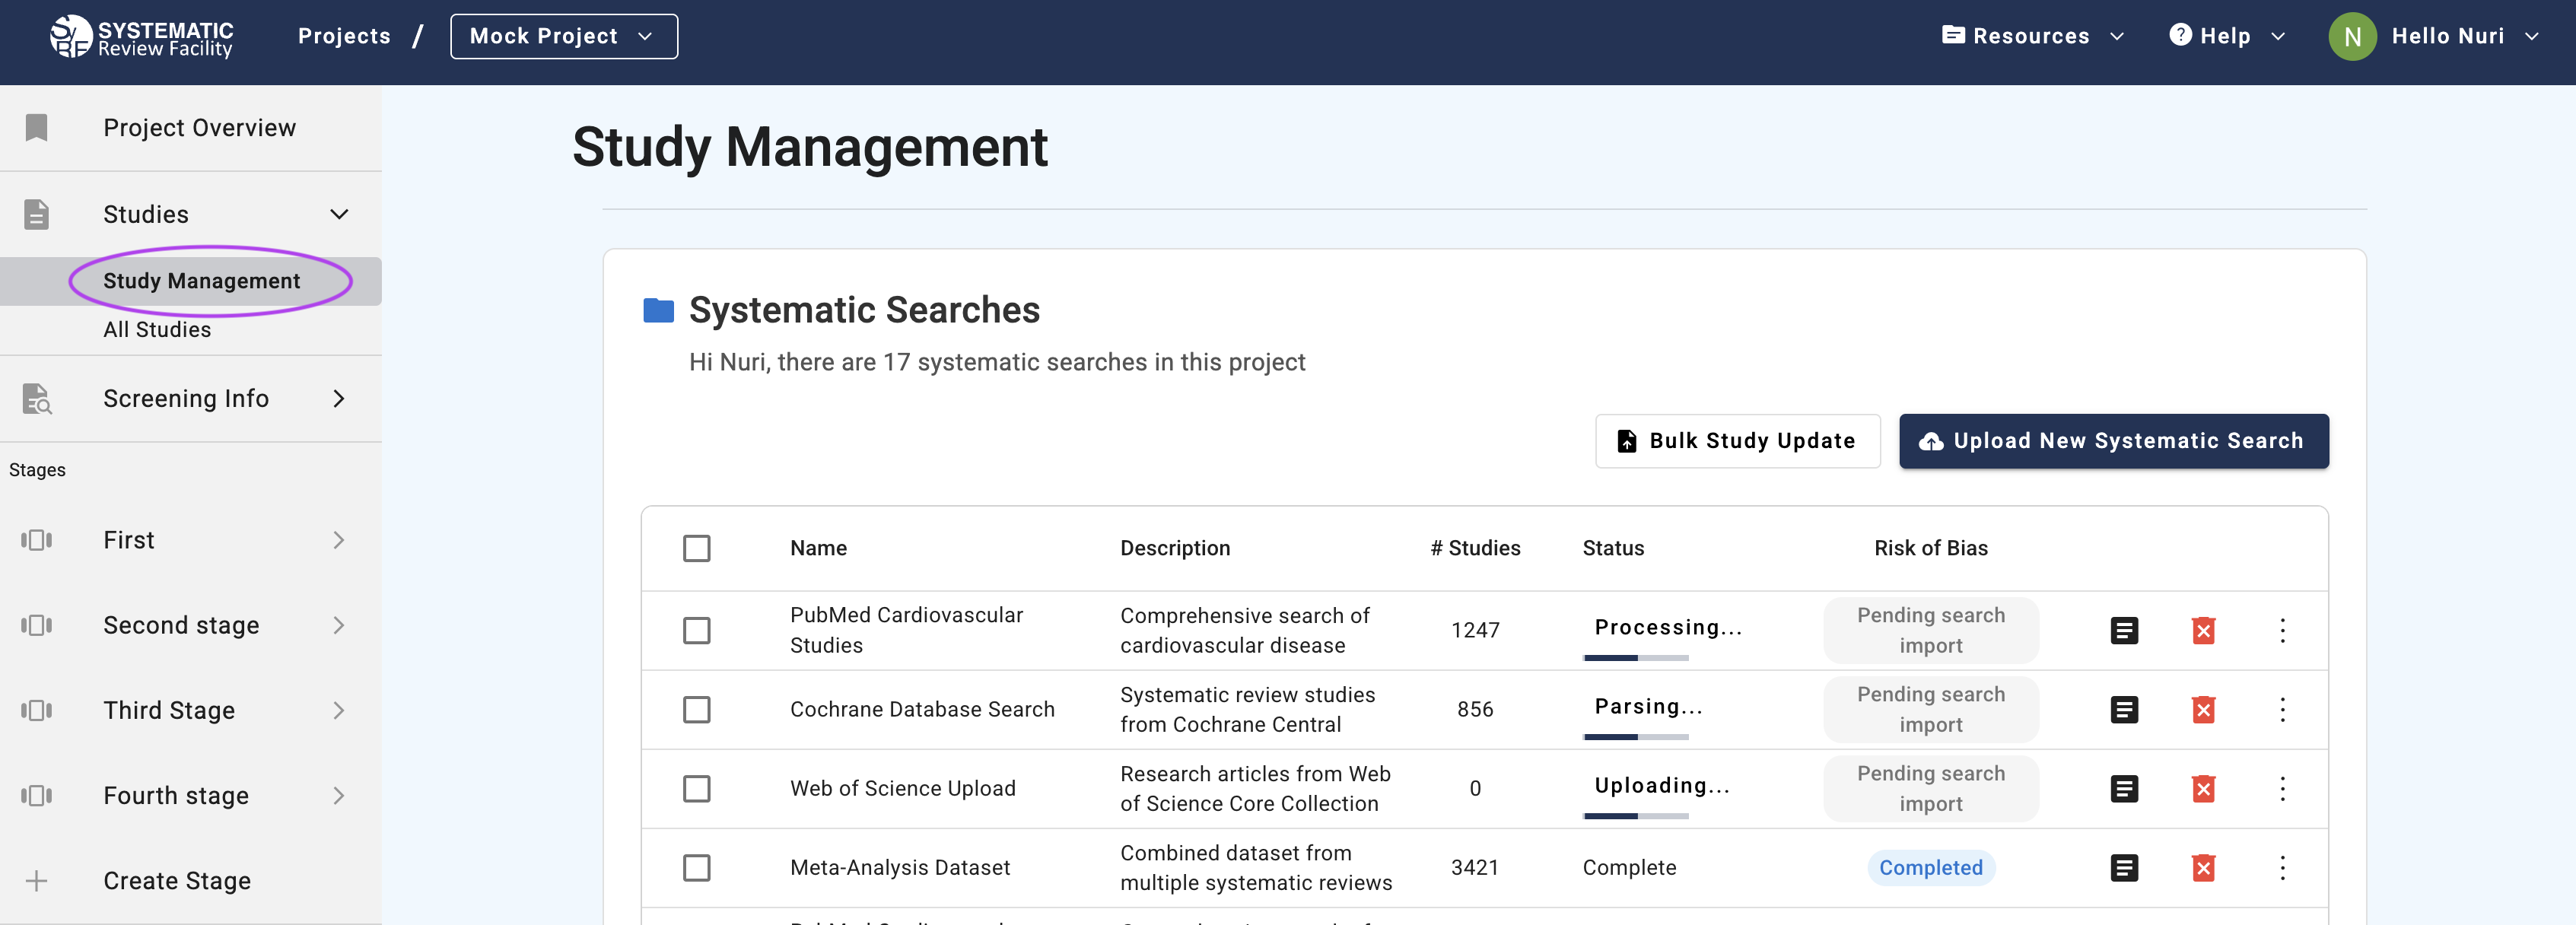 SyRF
SYSTEMATIC
Review Facility
Projects / Mock Project
Resources
Help
N
Hello Nuri
Project Overview
Studies
Study Management
All Studies
Screening Info
Stages
First
Second stage
Third Stage
Fourth stage
Create Stage
Study Management
Systematic Searches
Hi Nuri, there are 17 systematic searches in this project
Bulk Study Update
Upload New Systematic Search
Name Description # Studies Status Risk of Bias
PubMed Cardiovascular
Studies
Comprehensive search of
cardiovascular disease
1247
Processing...
Pending search
import
Cochrane Database Search
Systematic review studies
from Cochrane Central
856
Parsing...
Pending search
import
Web of Science Upload
Research articles from Web
of Science Core Collection
0
Uploading...
Pending search
import
Meta-Analysis Dataset
Combined dataset from
multiple systematic reviews
3421
Complete
Completed